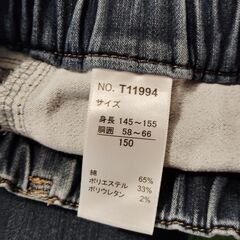 NO. T11994
サイズ
身長 145~155
胴囲 58~66
150
綿 65%
ポリエステル 33%
ポリウレタン 2%